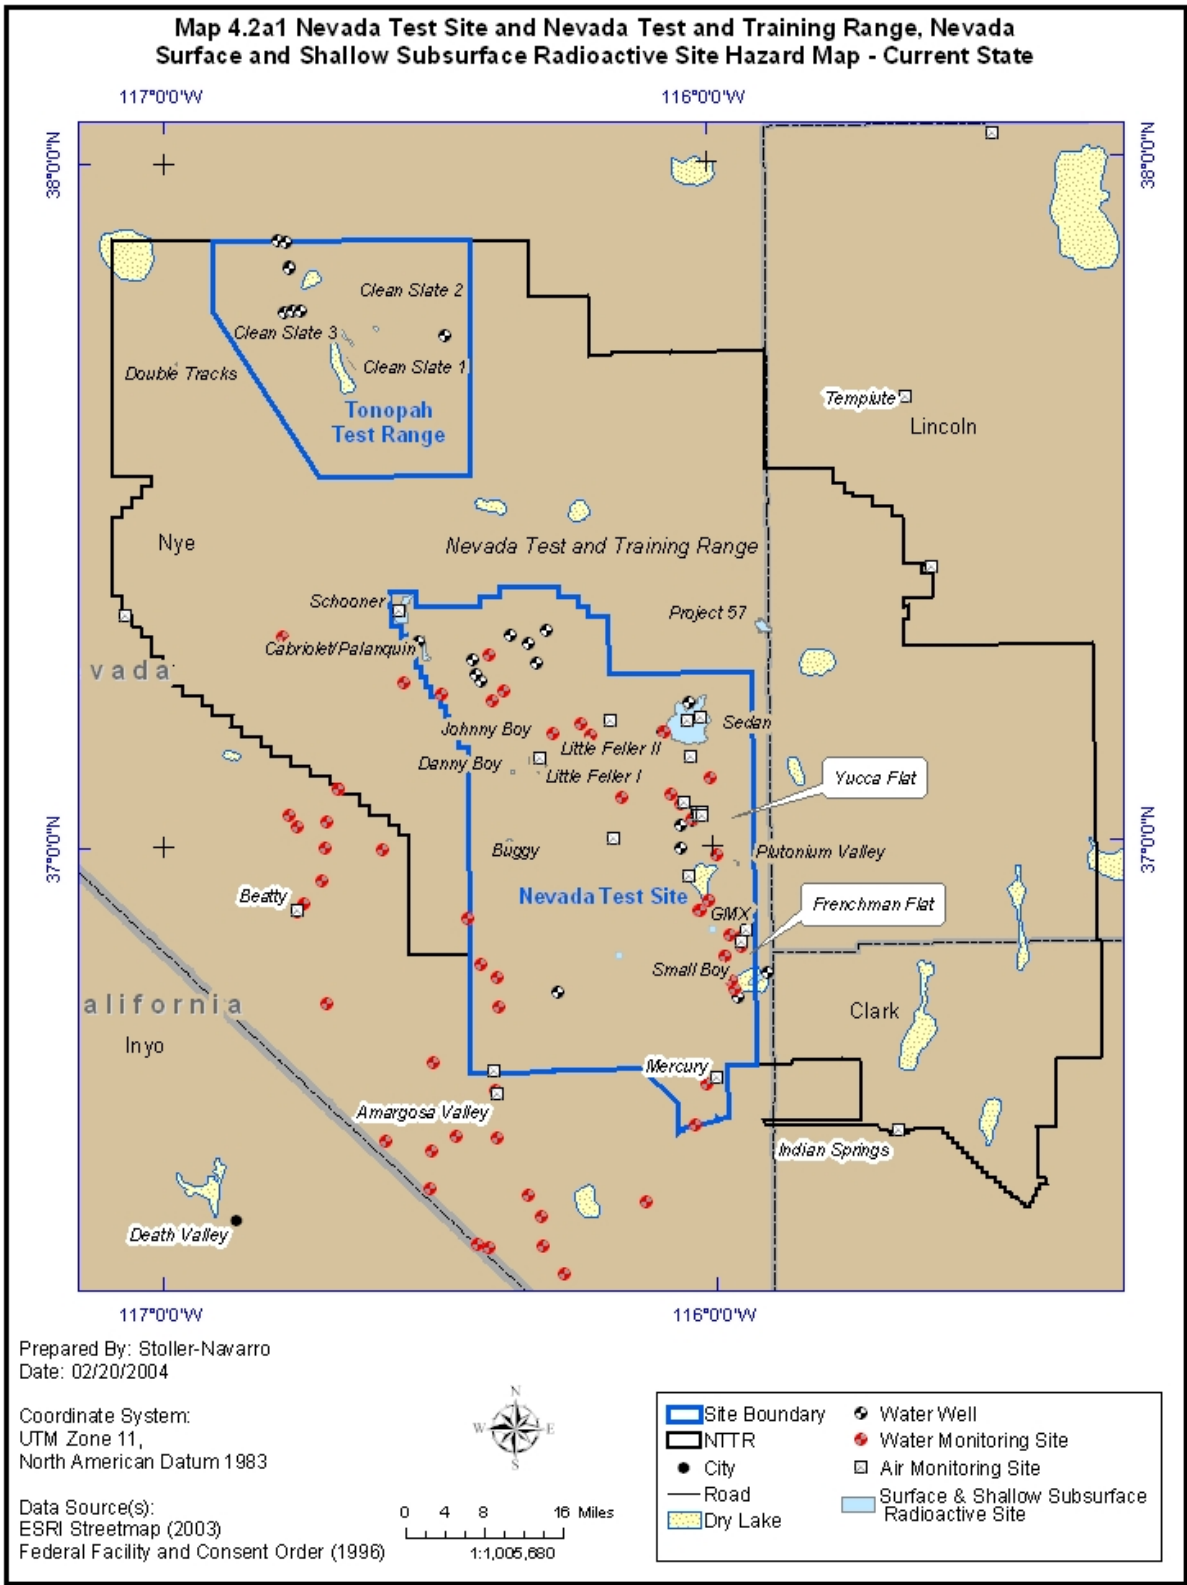 Map 4.2a1 Nevada Test Site and Nevada Test and Training Range, Nevada
Surface and Shallow Subsurface Radioactive Site Hazard Map - Current State
117°0'0"W
116°0'0"W
38°0'0"N
38°0'0"N
Clean Slate 2
Clean Slate 3
Clean Slate 1
Double Tracks
Tonopah
Test Range
Tempiute
Lincoln
Nye
Nevada Test and Training Range
Schooner
Project 57
Cabriolet/Palanquin
vada
Johnny Boy
Sedan
Little Feller II
Danny Boy
Little Feller I
Yucca Flat
37°0'0"N
37°0'0"N
Buggy
Plutonium Valley
Beatty
Nevada Test Site
GMX
Frenchman Flat
Small Boy
alifornia
Clark
Inyo
Mercury
Amargosa Valley
Indian Springs
Death Valley
117°0'0"W
116°0'0"W
Prepared By: Stoller-Navarro
Date: 02/20/2004
Coordinate System:
UTM Zone 11,
North American Datum 1983
Data Source(s):
ESRI Streetmap (2003)
Federal Facility and Consent Order (1996)
N
W
E
S
0 4 8 16 Miles
1:1,005,680
Site Boundary
NTTR
City
Road
Dry Lake
Water Well
Water Monitoring Site
Air Monitoring Site
Surface & Shallow Subsurface
Radioactive Site